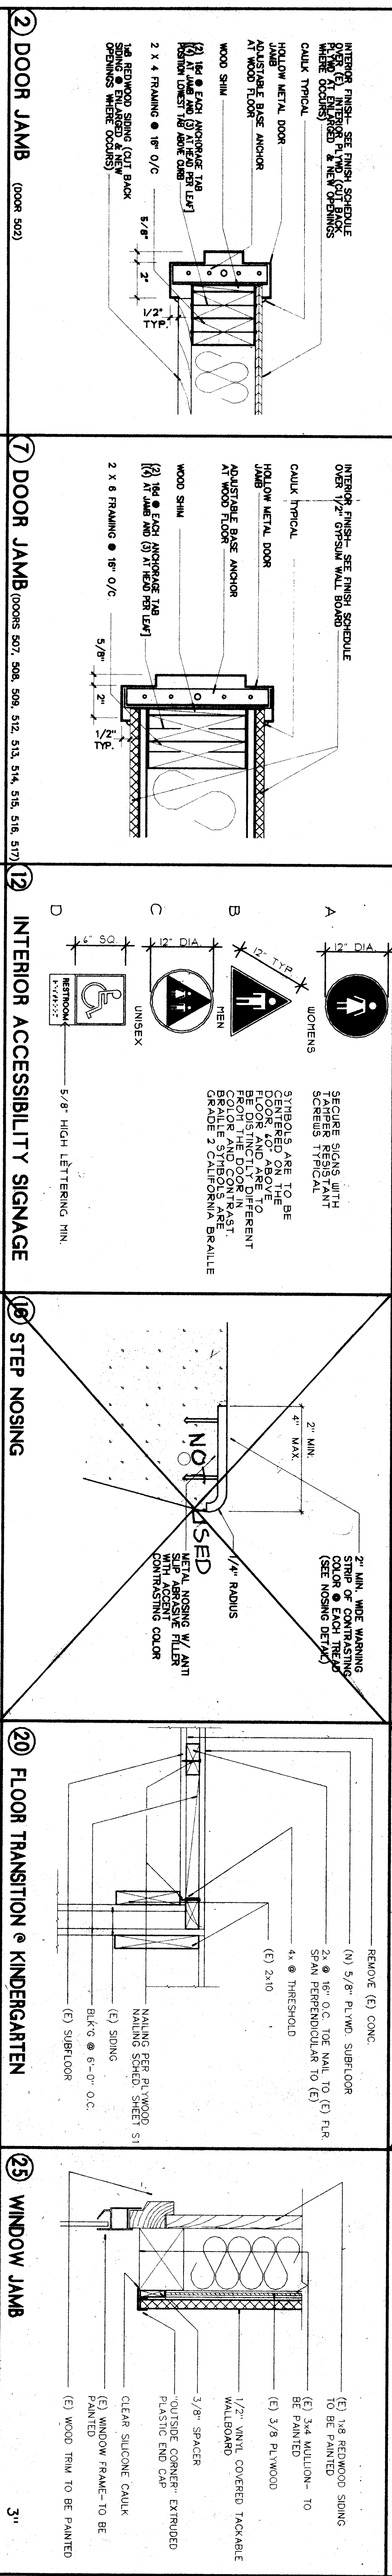 INTERIOR FINISH- SEE FINISH SCHEDULE
OVER (E) INTERIOR PLYWD (CUT BACK
PLYWD AT ENLARGED & NEW OPENINGS
WHERE OCCURS)
CAULK TYPICAL
HOLLOW METAL DOOR
JAMB
ADJUSTABLE BASE ANCHOR
AT WOOD FLOOR
WOOD SHIM
(2) 16d @ EACH ANCHORAGE TAB
[(4) AT JAMB AND (3) AT HEAD PER LEAF]
POSITION LOWEST TAB ABOVE CURB
2 X 4 FRAMING @ 16" O/C
1x8 REDWOOD SIDING (CUT BACK
SIDING @ ENLARGED & NEW
OPENINGS WHERE OCCURS)
5/8"
2"
1/2"
TYP.
2 DOOR JAMB (DOOR 502)
INTERIOR FINISH- SEE FINISH SCHEDULE
OVER 1/2" GYPSUM WALL BOARD
CAULK TYPICAL
HOLLOW METAL DOOR
JAMB
ADJUSTABLE BASE ANCHOR
AT WOOD FLOOR
WOOD SHIM
(2) 16d @ EACH ANCHORAGE TAB
[(4) AT JAMB AND (3) AT HEAD PER LEAF]
2 X 6 FRAMING @ 16" O/C
5/8"
2"
1/2"
TYP.
7 DOOR JAMB (DOORS 507, 508, 509, 512, 513, 514, 515, 516, 517)
A
12" DIA.
WOMENS
B
12" TYP.
MEN
C
12" DIA.
UNISEX
D
6" SQ.
RESTROOM
SECURE SIGNS WITH
TAMPER RESISTANT
SCREWS TYPICAL
SYMBOLS ARE TO BE
CENTERED ON THE
DOOR, 60" ABOVE
FLOOR AND ARE TO
BE DISTINCTLY DIFFERENT
FROM THE DOOR IN
COLOR AND CONTRAST.
BRAILLE SYMBOLS ARE
GRADE 2 CALIFORNIA BRAILLE
5/8" HIGH LETTERING MIN.
12 INTERIOR ACCESSIBILITY SIGNAGE
2" MIN.
4" MAX.
2" MIN. WIDE WARNING
STRIP OF CONTRASTING
COLOR @ EACH TREAD
(SEE NOSING DETAIL)
1/4" RADIUS
NOT USED
METAL NOSING W/ ANTI
SLIP ABRASIVE FILLER
WITH ACCENT
CONTRASTING COLOR
16 STEP NOSING
REMOVE (E) CONC.
(N) 5/8" PLYWD. SUBFLOOR
2x @ 16" O.C. TOE NAIL TO (E) FLR.
SPAN PERPENDICULAR TO (E)
4x @ THRESHOLD
(E) 2x10
NAILING PER PLYWOOD
NAILING SCHED. SHEET S1
(E) SIDING
BLK'G @ 6'-0" O.C.
(E) SUBFLOOR
20 FLOOR TRANSITION @ KINDERGARTEN
(E) 1x8 REDWOOD SIDING
TO BE PAINTED
(E) 3x4 MULLION- TO
BE PAINTED
(E) 3/8 PLYWOOD
1/2" VINYL COVERED TACKABLE
WALLBOARD
3/8" SPACER
"OUTSIDE CORNER" EXTRUDED
PLASTIC END CAP
CLEAR SILICONE CAULK
(E) WINDOW FRAME- TO BE
PAINTED
(E) WOOD TRIM TO BE PAINTED
25 WINDOW JAMB 3"